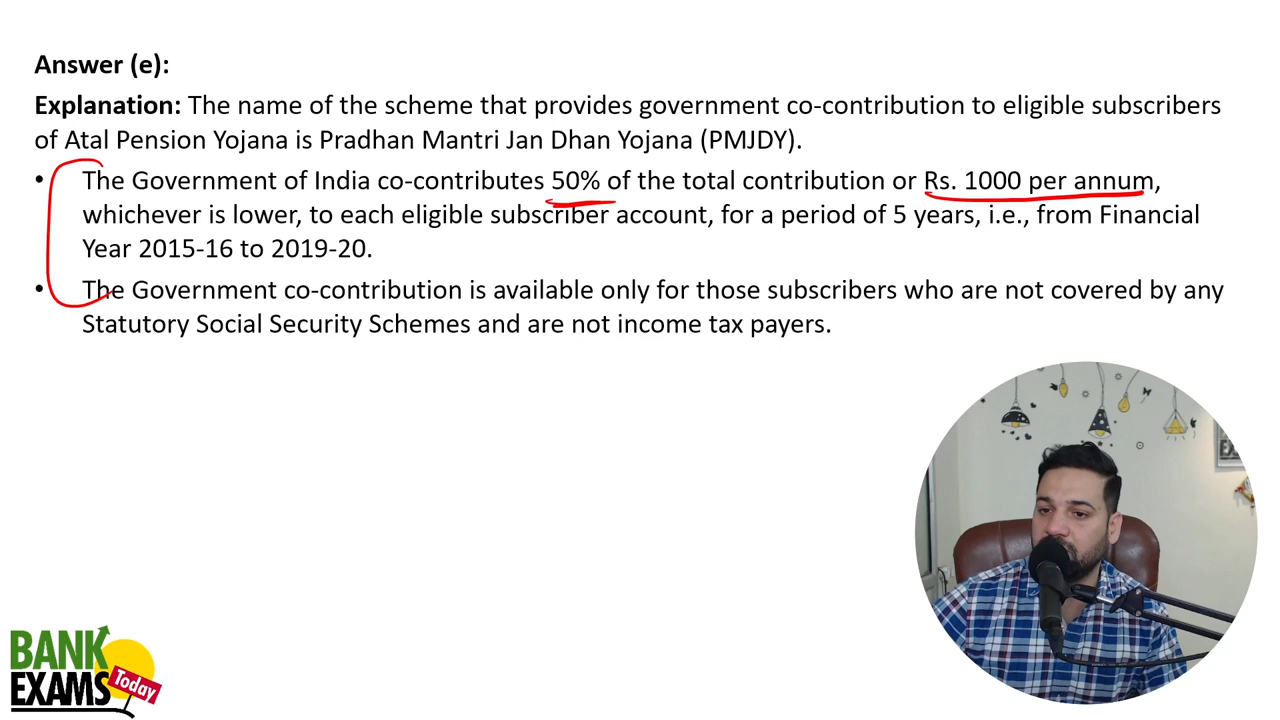 Answer (e):
Explanation: The name of the scheme that provides government co-contribution to eligible subscribers
of Atal Pension Yojana is Pradhan Mantri Jan Dhan Yojana (PMJDY).
• The Government of India co-contributes 50% of the total contribution or Rs. 1000 per annum,
whichever is lower, to each eligible subscriber account, for a period of 5 years, i.e., from Financial
Year 2015-16 to 2019-20.
• The Government co-contribution is available only for those subscribers who are not covered by any
Statutory Social Security Schemes and are not income tax payers.
BANK
EXAMS
Today